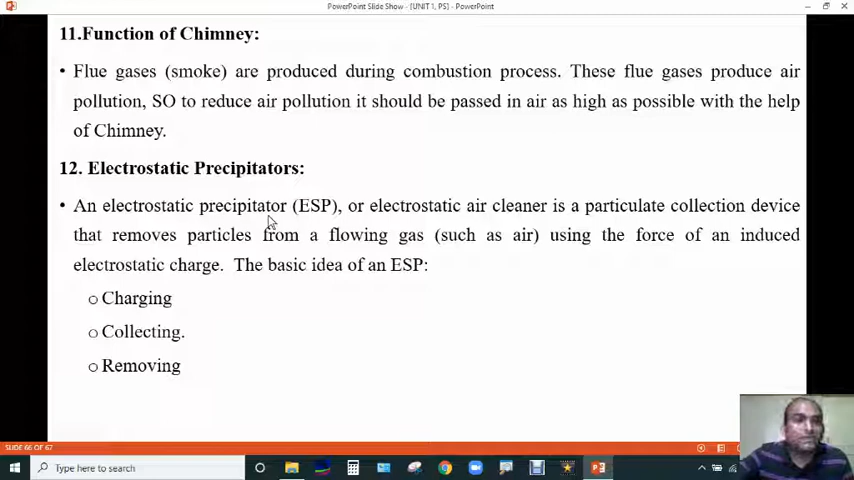 PowerPoint Slide Show - [UNIT 1, PS] - PowerPoint
11.Function of Chimney:
• Flue gases (smoke) are produced during combustion process. These flue gases produce air
pollution, SO to reduce air pollution it should be passed in air as high as possible with the help
of Chimney.
12. Electrostatic Precipitators:
• An electrostatic precipitator (ESP), or electrostatic air cleaner is a particulate collection device
that removes particles from a flowing gas (such as air) using the force of an induced
electrostatic charge. The basic idea of an ESP:
o Charging
o Collecting.
o Removing
SLIDE 66 OF 67
Type here to search